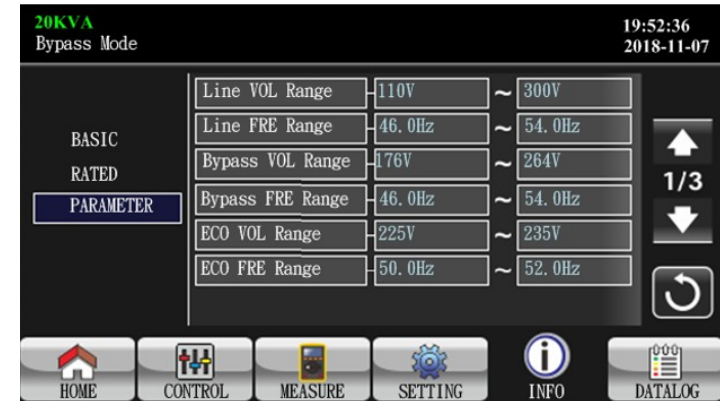 20KVA
Bypass Mode
19:52:36
2018-11-07
BASIC
RATED
PARAMETER
Line VOL Range 110V ~ 300V
Line FRE Range 46.0Hz ~ 54.0Hz
Bypass VOL Range 176V ~ 264V
Bypass FRE Range 46.0Hz ~ 54.0Hz
ECO VOL Range 225V ~ 235V
ECO FRE Range 50.0Hz ~ 52.0Hz
1/3
HOME CONTROL MEASURE SETTING INFO DATALOG